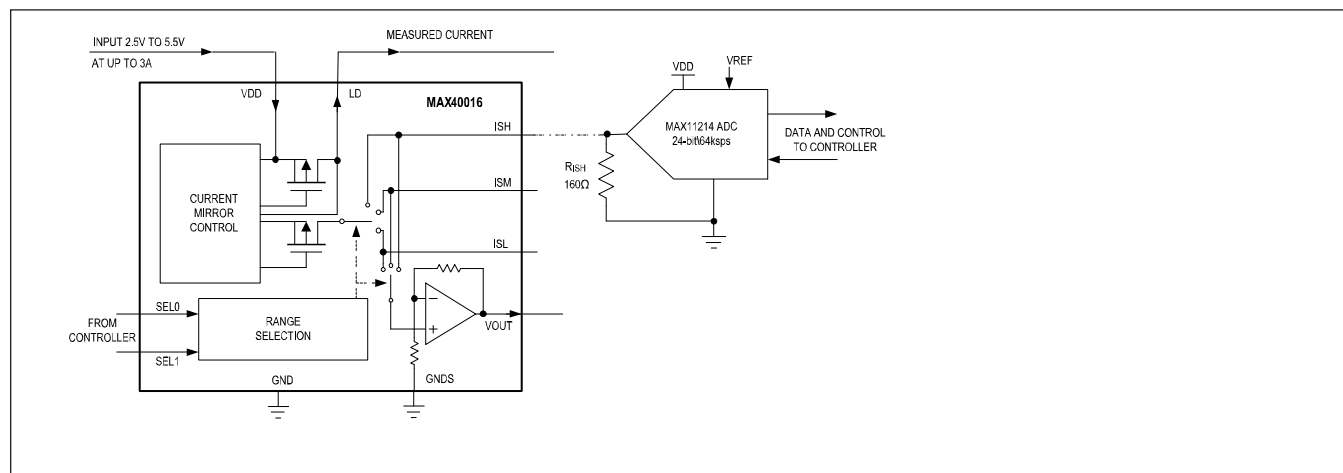 INPUT 2.5V TO 5.5V
AT UP TO 3A
MEASURED CURRENT
VDD
LD
MAX40016
ISH
CURRENT
MIRROR
CONTROL
ISM
ISL
SEL0
FROM
CONTROLLER
SEL1
RANGE
SELECTION
VOUT
GND
GNDS
VDD
VREF
MAX11214 ADC
24-bit\64ksps
DATA AND CONTROL
TO CONTROLLER
RISH
160Ω
−
+